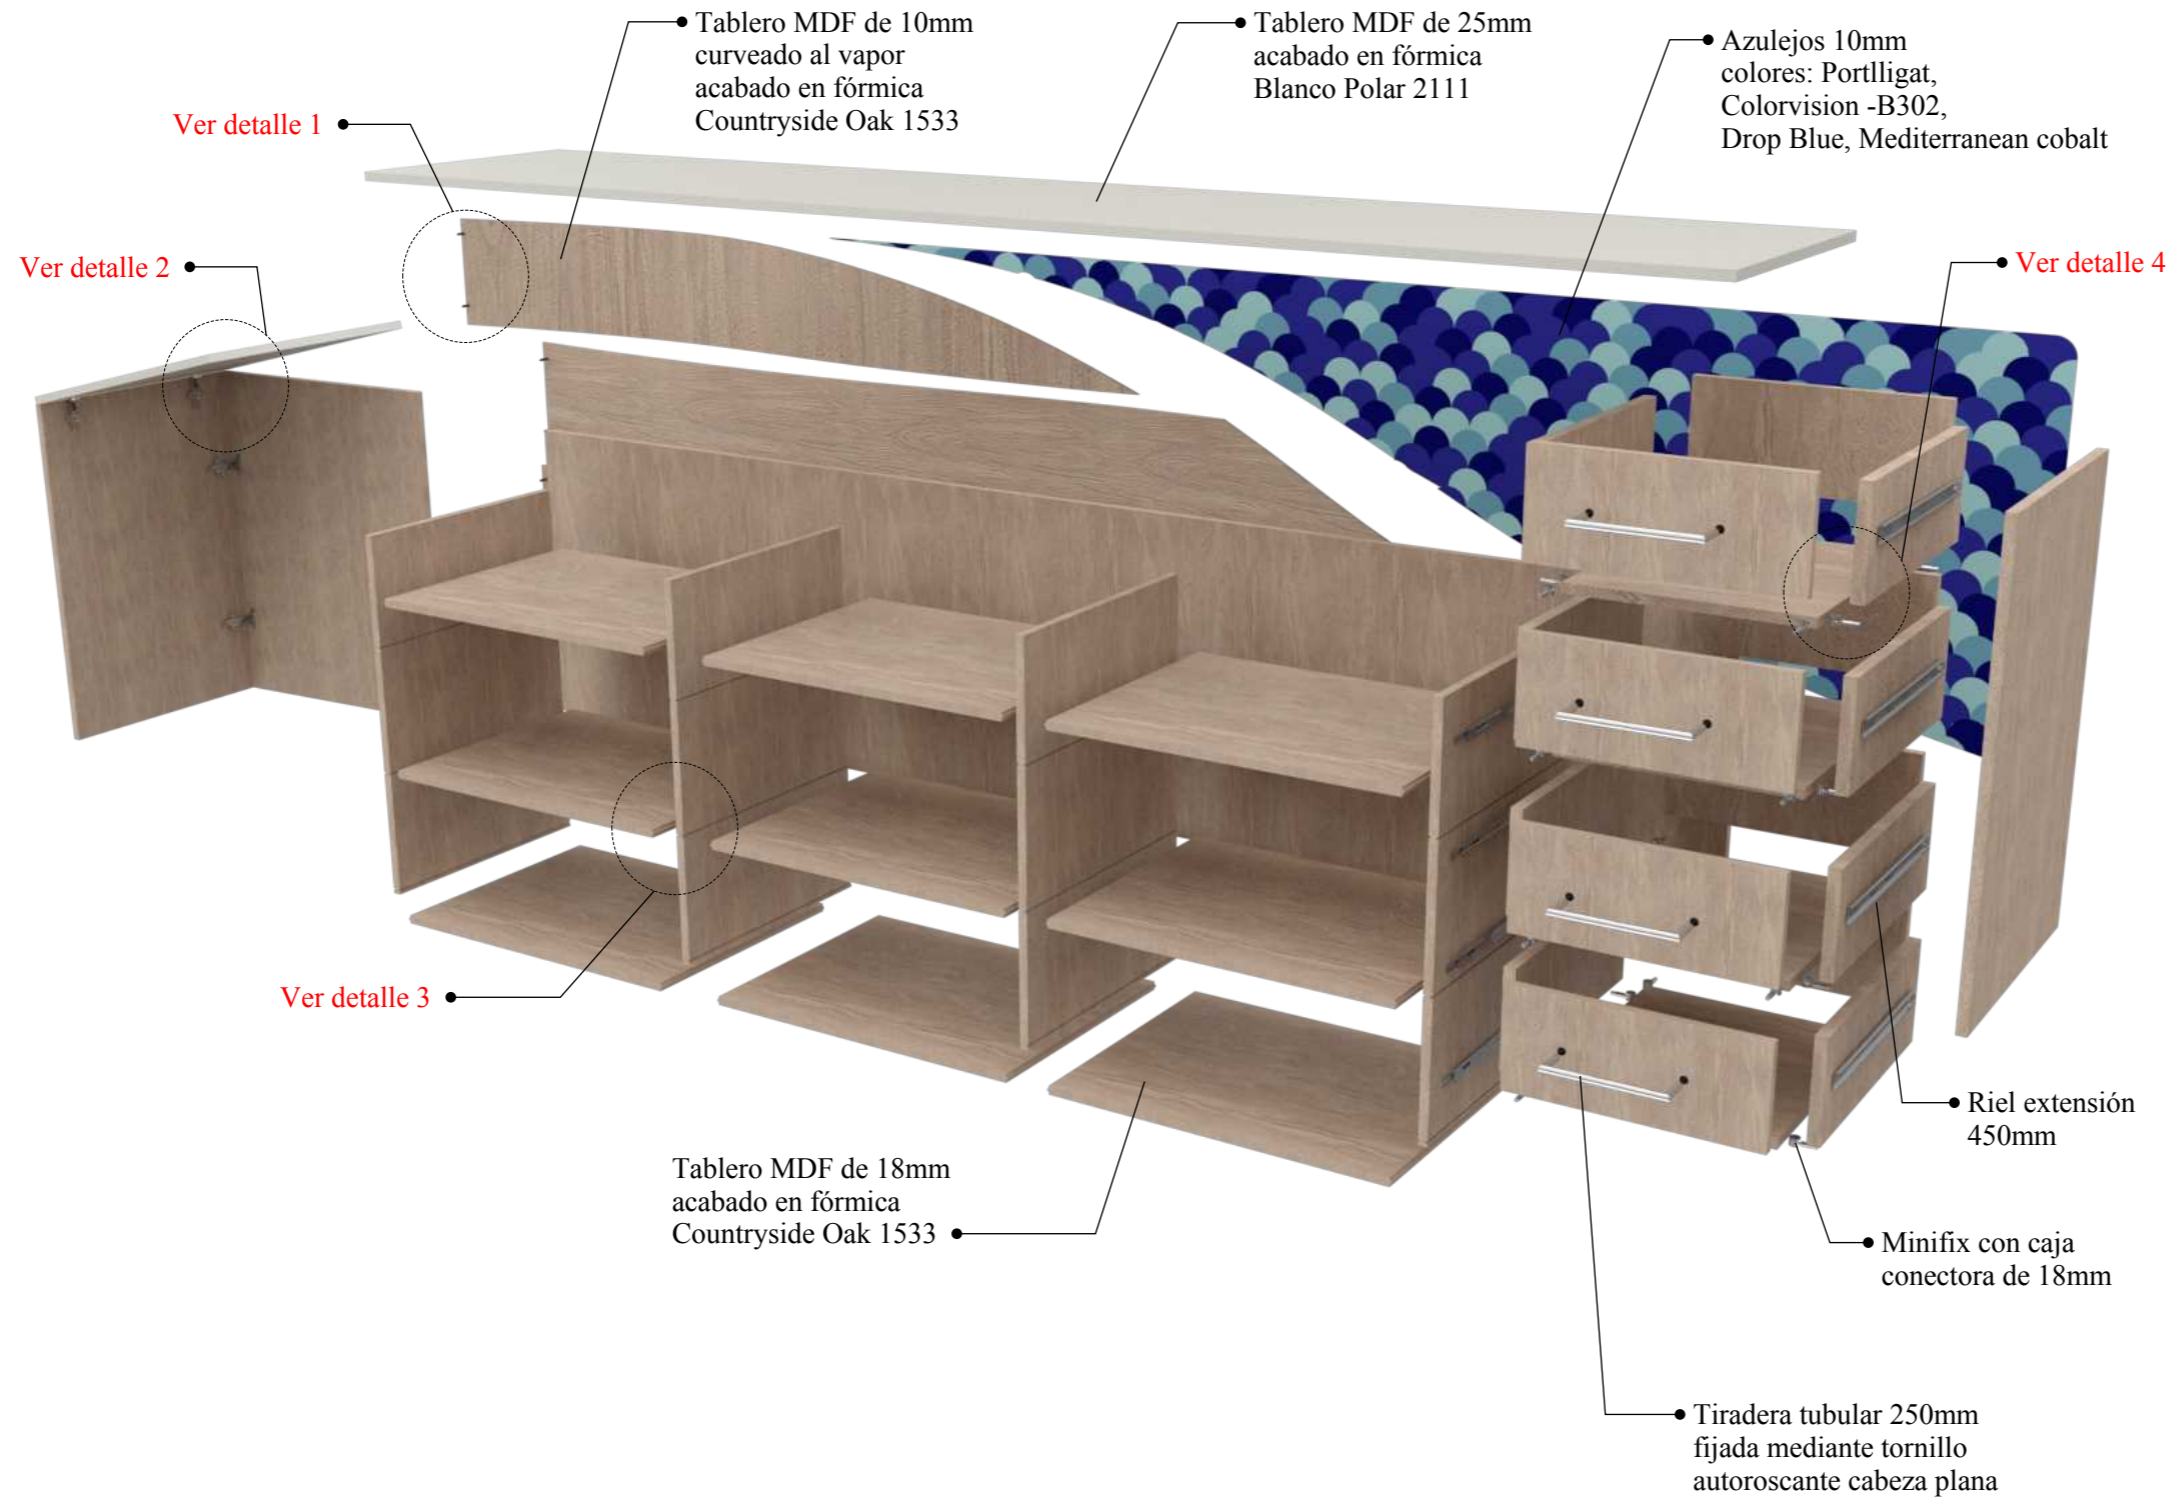 Tablero MDF de 10mm
curveado al vapor
acabado en fórmica
Countryside Oak 1533
Tablero MDF de 25mm
acabado en fórmica
Blanco Polar 2111
Azulejos 10mm
colores: Portlligat,
Colorvision -B302,
Drop Blue, Mediterranean cobalt
Ver detalle 1
Ver detalle 2
Ver detalle 4
Ver detalle 3
Tablero MDF de 18mm
acabado en fórmica
Countryside Oak 1533
Riel extensión
450mm
Minifix con caja
conectora de 18mm
Tiradera tubular 250mm
fijada mediante tornillo
autoroscante cabeza plana